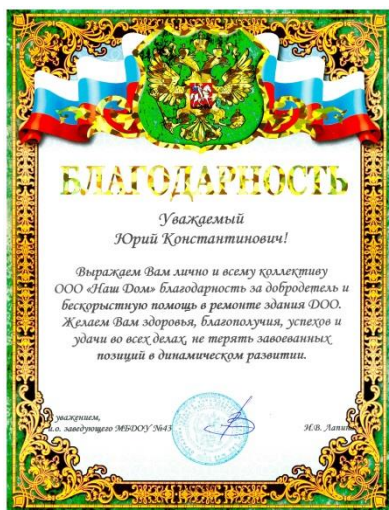 БЛАГОДАРНОСТЬ
Уважаемый
Юрий Константинович!
Выражаем Вам лично и всему коллективу
ООО «Наш Дом» благодарность за добродетель и
бескорыстную помощь в ремонте здания ДОО.
Желаем Вам здоровья, благополучия, успехов и
удачи во всех делах, не терять завоеванных
позиций в динамическом развитии.
С уважением,
и.о. заведующего МБДОУ №43
Н.В. Лапина